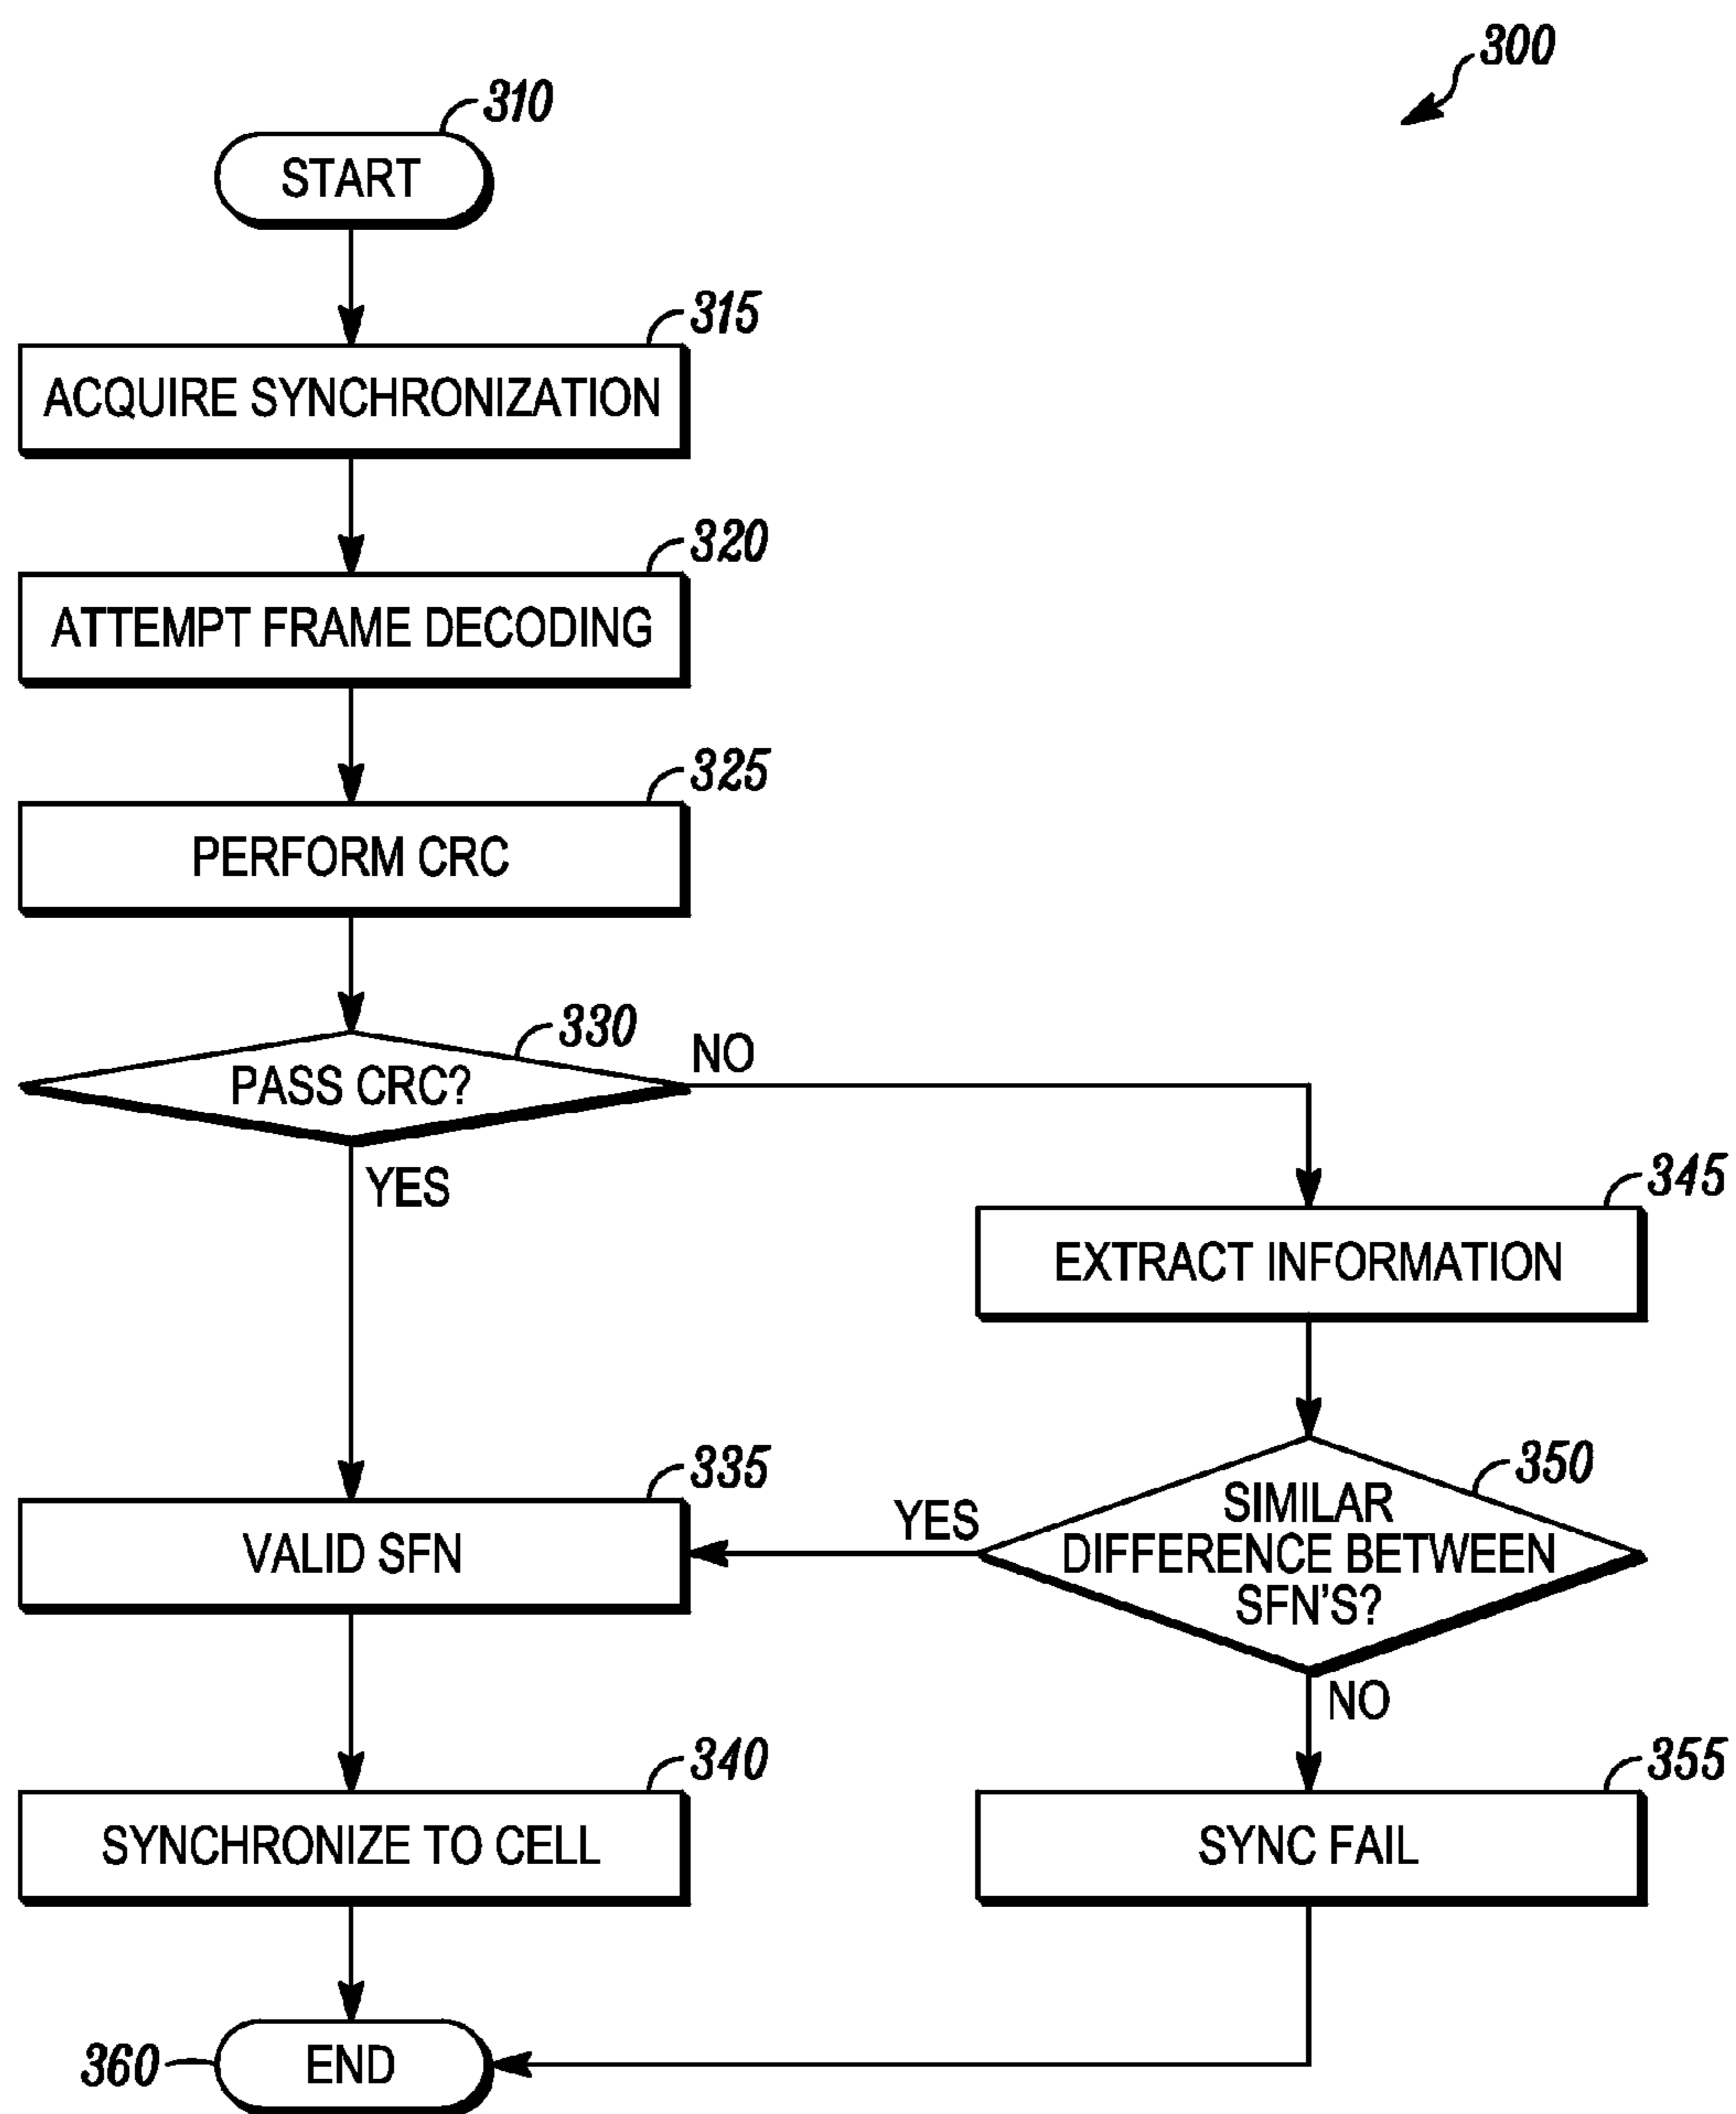 300
310
START
315
ACQUIRE SYNCHRONIZATION
320
ATTEMPT FRAME DECODING
325
PERFORM CRC
330
PASS CRC?
NO
YES
345
EXTRACT INFORMATION
335
VALID SFN
YES
350
SIMILAR
DIFFERENCE BETWEEN
SFN'S?
NO
340
SYNCHRONIZE TO CELL
355
SYNC FAIL
360
END